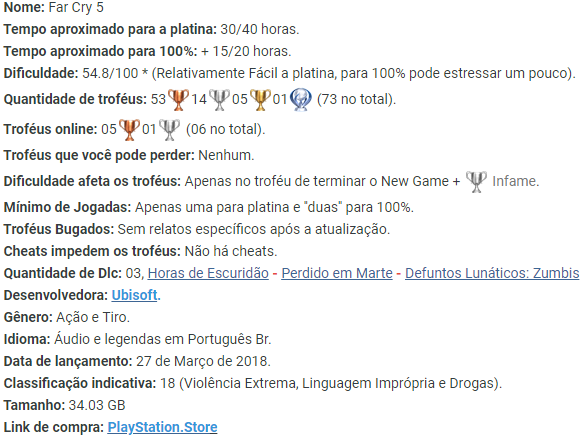 Nome: Far Cry 5
Tempo aproximado para a platina: 30/40 horas.
Tempo aproximado para 100%: + 15/20 horas.
Dificuldade: 54.8/100 * (Relativamente Fácil a platina, para 100% pode estressar um pouco).
Quantidade de troféus: 53 14 05 01 (73 no total).
Troféus online: 05 01 (06 no total).
Troféus que você pode perder: Nenhum.
Dificuldade afeta os troféus: Apenas no troféu de terminar o New Game + Infame.
Mínimo de Jogadas: Apenas uma para platina e "duas" para 100%.
Troféus Bugados: Sem relatos específicos após a atualização.
Cheats impedem os troféus: Não há cheats.
Quantidade de Dlc: 03, Horas de Escuridão - Perdido em Marte - Defuntos Lunáticos: Zumbis
Desenvolvedora: Ubisoft.
Gênero: Ação e Tiro.
Idioma: Áudio e legendas em Português Br.
Data de lançamento: 27 de Março de 2018.
Classificação indicativa: 18 (Violência Extrema, Linguagem Imprópria e Drogas).
Tamanho: 34.03 GB
Link de compra: PlayStation.Store